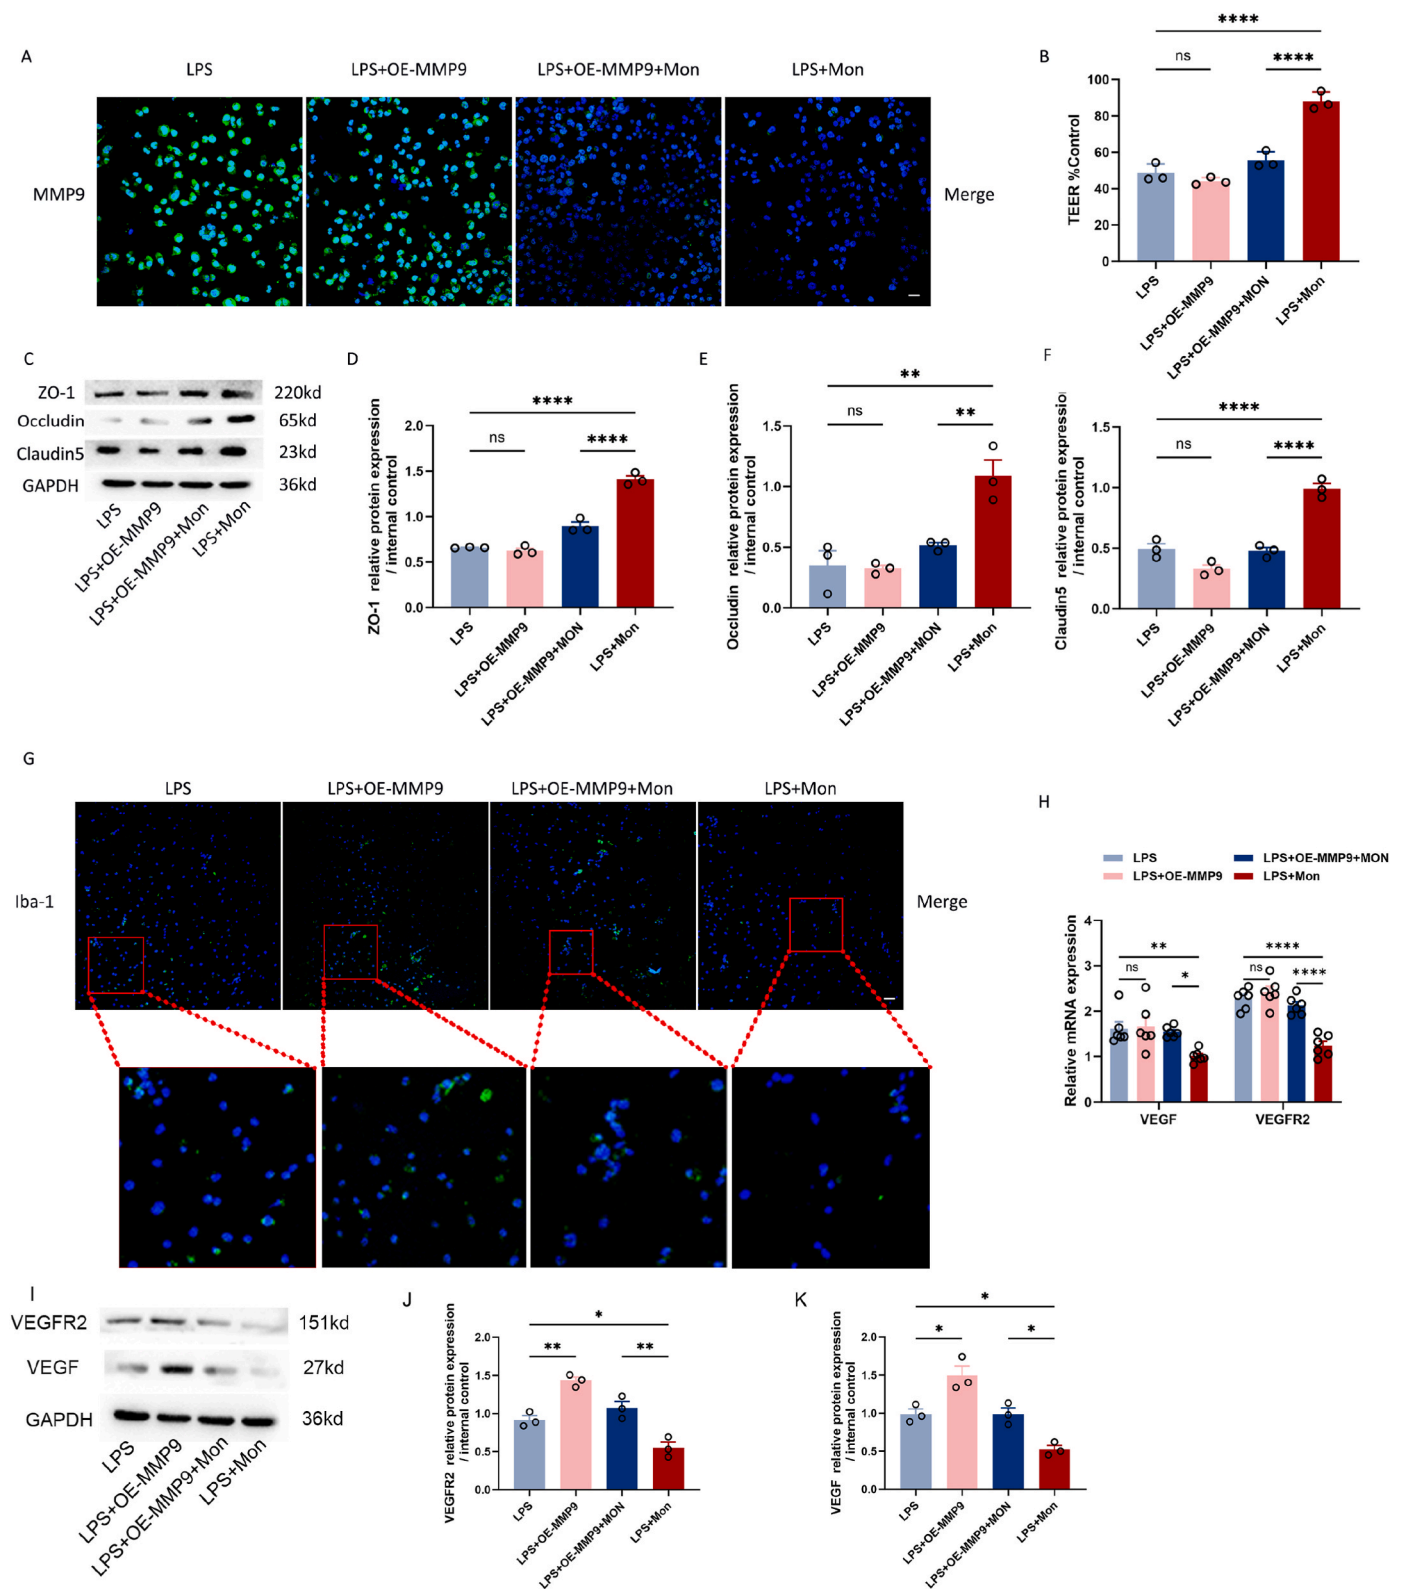 A
LPS
LPS+OE-MMP9
LPS+OE-MMP9+Mon
LPS+Mon
MMP9
Merge
B
****
ns
****
TEER %Control
100
80
60
40
20
0
LPS
LPS+OE-MMP9
LPS+OE-MMP9+MON
LPS+Mon
C
ZO-1
220kd
Occludin
65kd
Claudin5
23kd
GAPDH
36kd
LPS
LPS+OE-MMP9
LPS+OE-MMP9+Mon
LPS+Mon
D
****
ns
****
ZO-1 relative protein expression
/ internal control
2.0
1.5
1.0
0.5
0.0
LPS
LPS+OE-MMP9
LPS+OE-MMP9+MON
LPS+Mon
E
**
ns
**
Occludin relative protein expression
/ internal control
1.5
1.0
0.5
0.0
LPS
LPS+OE-MMP9
LPS+OE-MMP9+MON
LPS+Mon
F
****
ns
****
Claudin5 relative protein expression
/ internal control
1.5
1.0
0.5
0.0
LPS
LPS+OE-MMP9
LPS+OE-MMP9+MON
LPS+Mon
G
LPS
LPS+OE-MMP9
LPS+OE-MMP9+Mon
LPS+Mon
Iba-1
Merge
H
LPS
LPS+OE-MMP9+MON
LPS+OE-MMP9
LPS+Mon
Relative mRNA expression
4
3
2
1
0
**
ns
*
****
ns
****
VEGF
VEGFR2
I
VEGFR2
151kd
VEGF
27kd
GAPDH
36kd
LPS
LPS+OE-MMP9
LPS+OE-MMP9+Mon
LPS+Mon
J
*
**
**
VEGFR2 relative protein expression
/ internal control
2.0
1.5
1.0
0.5
0.0
LPS
LPS+OE-MMP9
LPS+OE-MMP9+MON
LPS+Mon
K
*
*
*
VEGF relative protein expression
/ internal control
2.0
1.5
1.0
0.5
0.0
LPS
LPS+OE-MMP9
LPS+OE-MMP9+MON
LPS+Mon